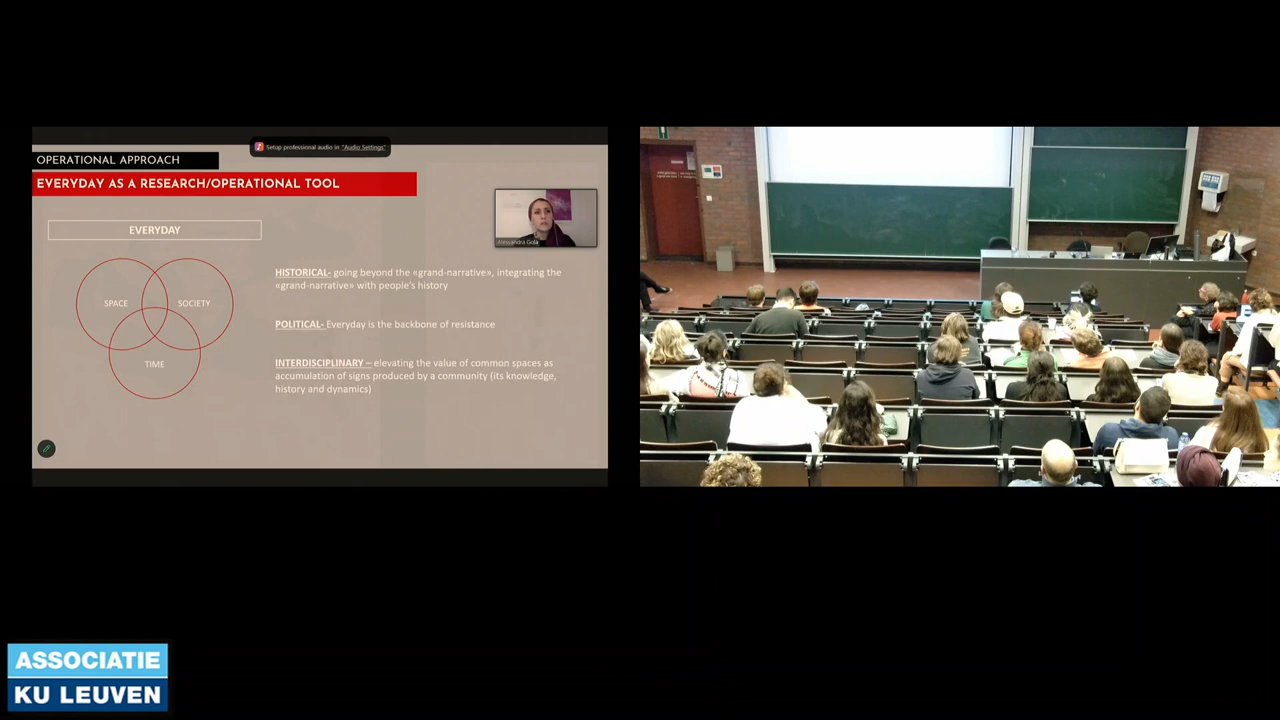 Setup professional audio in "Audio Settings"
OPERATIONAL APPROACH
EVERYDAY AS A RESEARCH/OPERATIONAL TOOL
EVERYDAY
SPACE
SOCIETY
TIME
Alessandra Gola
HISTORICAL- going beyond the «grand-narrative», integrating the
«grand-narrative» with people's history
POLITICAL- Everyday is the backbone of resistance
INTERDISCIPLINARY – elevating the value of common spaces as
accumulation of signs produced by a community (its knowledge,
history and dynamics)
ASSOCIATIE
KU LEUVEN